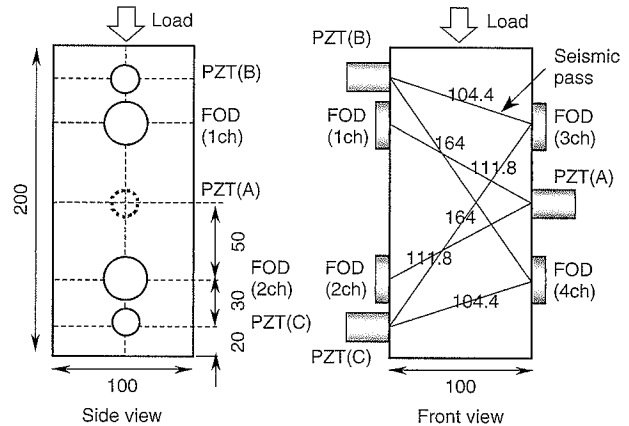 Load
PZT(B)
FOD
(1ch)
PZT(A)
200
50
FOD
(2ch)
30
PZT(C)
20
100
Side view
Load
PZT(B)
Seismic
pass
104.4
FOD
(1ch)
FOD
(3ch)
164
111.8
PZT(A)
164
111.8
FOD
(2ch)
FOD
(4ch)
104.4
PZT(C)
100
Front view